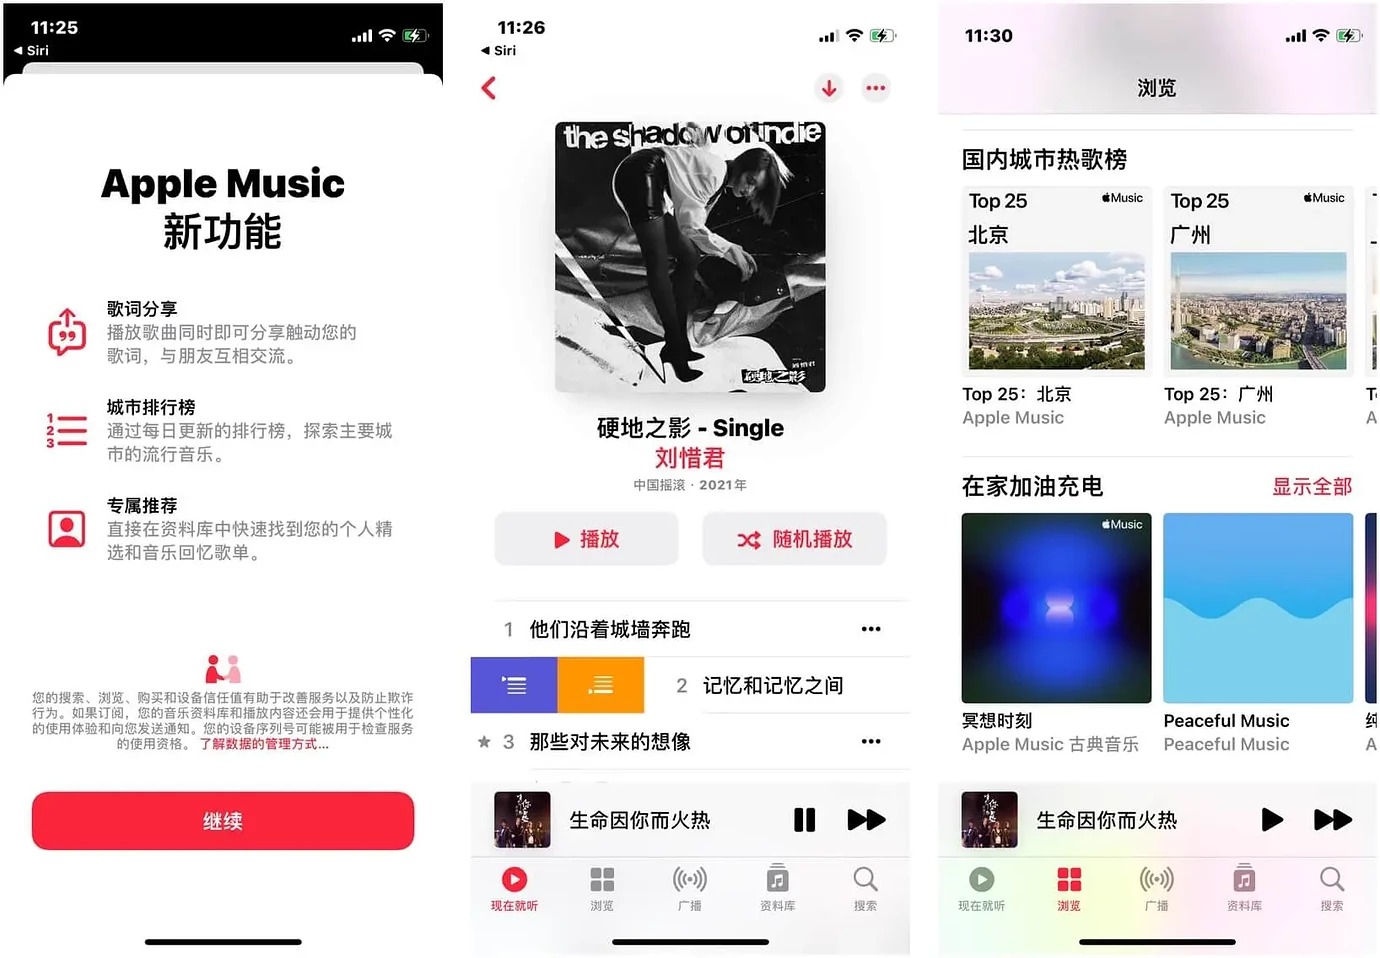 11:25
Siri
Apple Music
新功能
歌词分享
播放歌曲同时即可分享触动您的
歌词，与朋友互相交流。
城市排行榜
通过每日更新的排行榜，探索主要城
市的流行音乐。
专属推荐
直接在资料库中快速找到您的个人精
选和音乐回忆歌单。
您的搜索、浏览、购买和设备信任值有助于改善服务以及防止欺诈
行为。如果订阅，您的音乐资料库和播放内容还会用于提供个性化
的使用体验和向您发送通知。您的设备序列号可能被用于检查服务
的使用资格。了解数据的管理方式...
继续
11:26
Siri
the shadow of indie
硬地之影
硬地之影 - Single
刘惜君
中国摇滚 · 2021年
播放
随机播放
1 他们沿着城墙奔跑
2 记忆和记忆之间
3 那些对未来的想像
生命因你而火热
现在就听
浏览
广播
资料库
搜索
11:30
浏览
国内城市热歌榜
Top 25
Music
北京
Top 25
Music
广州
Top 25：北京
Apple Music
Top 25：广州
Apple Music
在家加油充电
显示全部
Music
冥想时刻
Apple Music 古典音乐
Peaceful Music
Peaceful Music
生命因你而火热
现在就听
浏览
广播
资料库
搜索